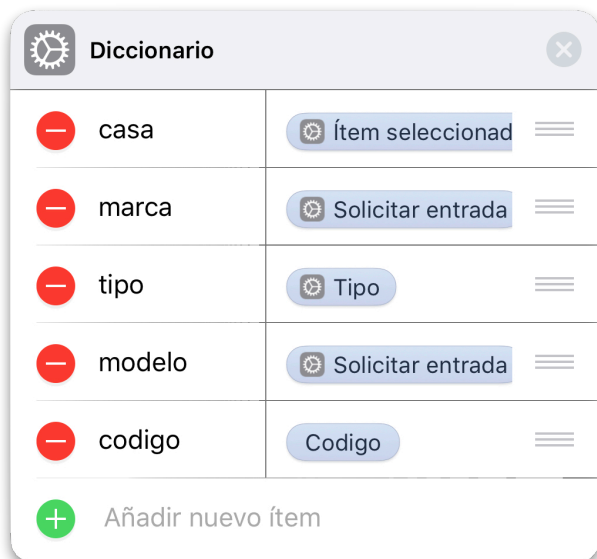 Diccionario
casa Ítem seleccionad
marca Solicitar entrada
tipo Tipo
modelo Solicitar entrada
codigo Codigo
Añadir nuevo ítem